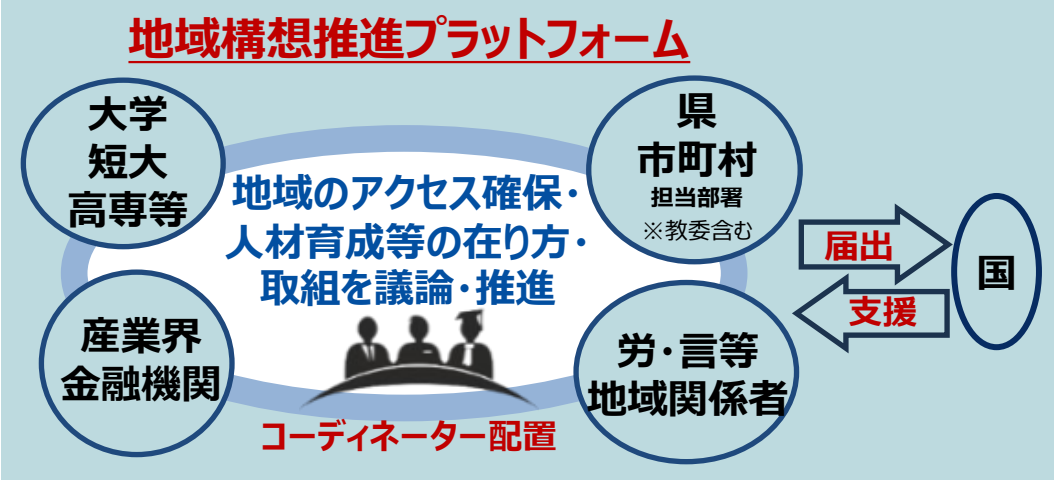 地域構想推進プラットフォーム
大学
短大
高専等
県
市町村
担当部署
※教委含む
地域のアクセス確保・
人材育成等の在り方・
取組を議論・推進
届出
国
支援
産業界
金融機関
労・言等
地域関係者
コーディネーター配置